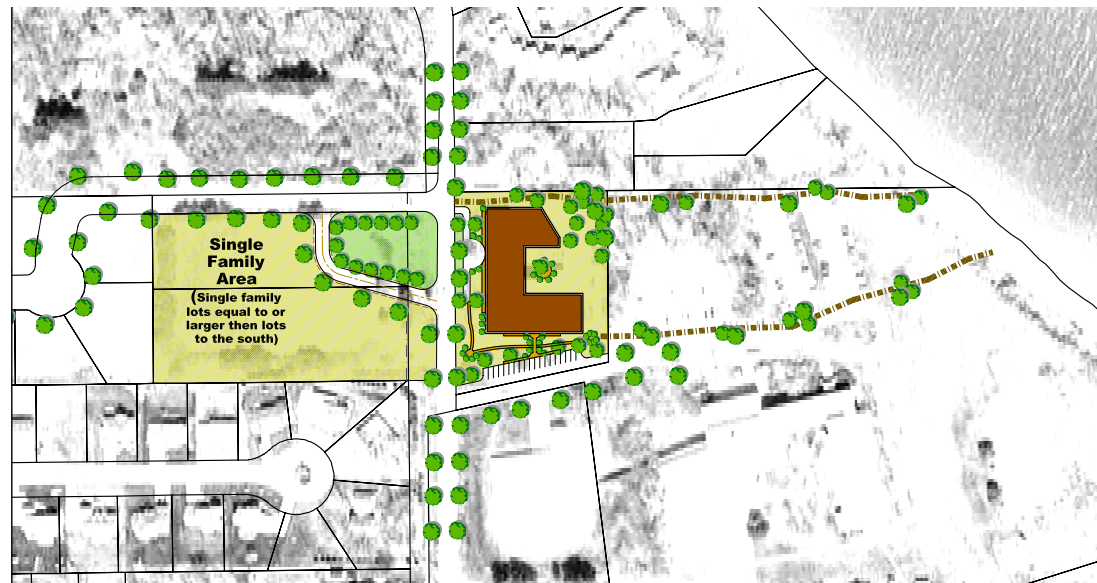 Single
Family
Area
(Single family
lots equal to or
larger then lots
to the south)